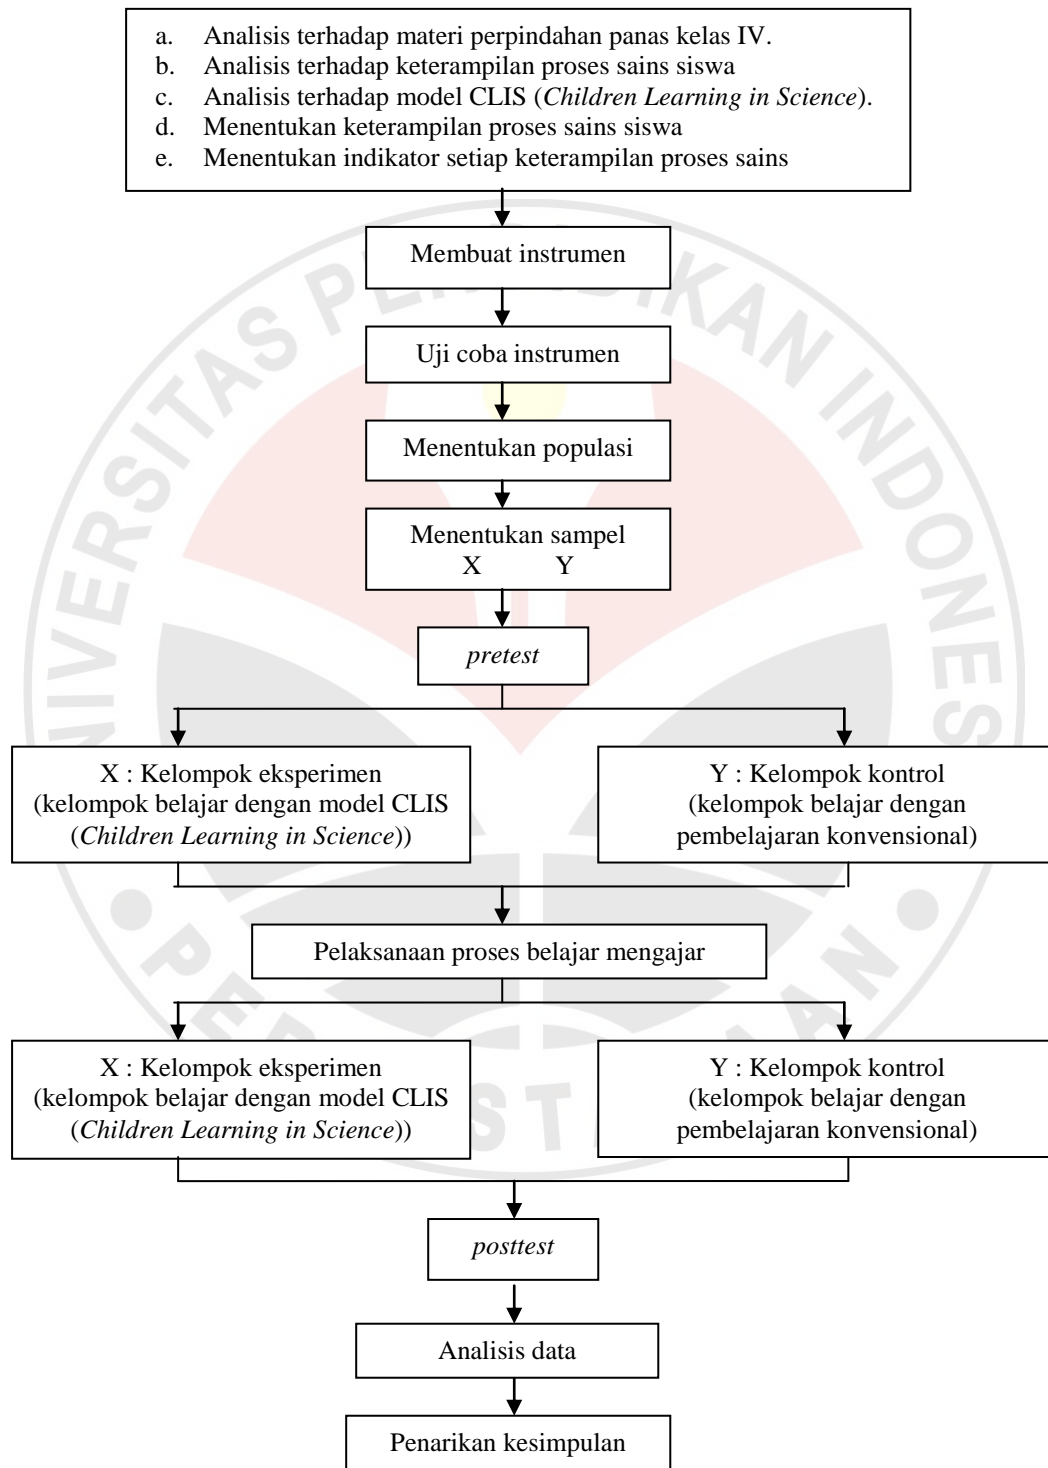 a. Analisis terhadap materi perpindahan panas kelas IV.
b. Analisis terhadap keterampilan proses sains siswa
c. Analisis terhadap model CLIS (Children Learning in Science).
d. Menentukan keterampilan proses sains siswa
e. Menentukan indikator setiap keterampilan proses sains
Membuat instrumen
Uji coba instrumen
Menentukan populasi
Menentukan sampel
X Y
pretest
X : Kelompok eksperimen
(kelompok belajar dengan model CLIS
(Children Learning in Science))
Y : Kelompok kontrol
(kelompok belajar dengan
pembelajaran konvensional)
Pelaksanaan proses belajar mengajar
X : Kelompok eksperimen
(kelompok belajar dengan model CLIS
(Children Learning in Science))
Y : Kelompok kontrol
(kelompok belajar dengan
pembelajaran konvensional)
posttest
Analisis data
Penarikan kesimpulan